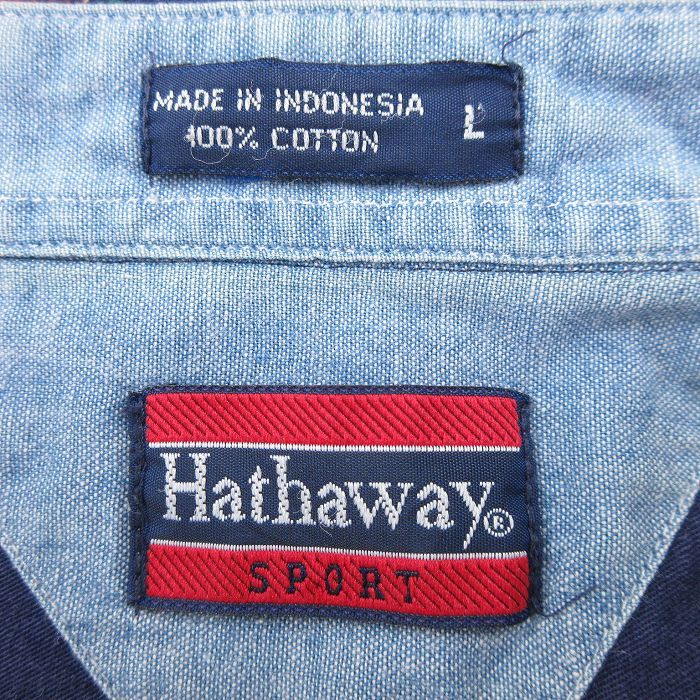 MADE IN INDONESIA L
100% COTTON
Hathaway®
SPORT